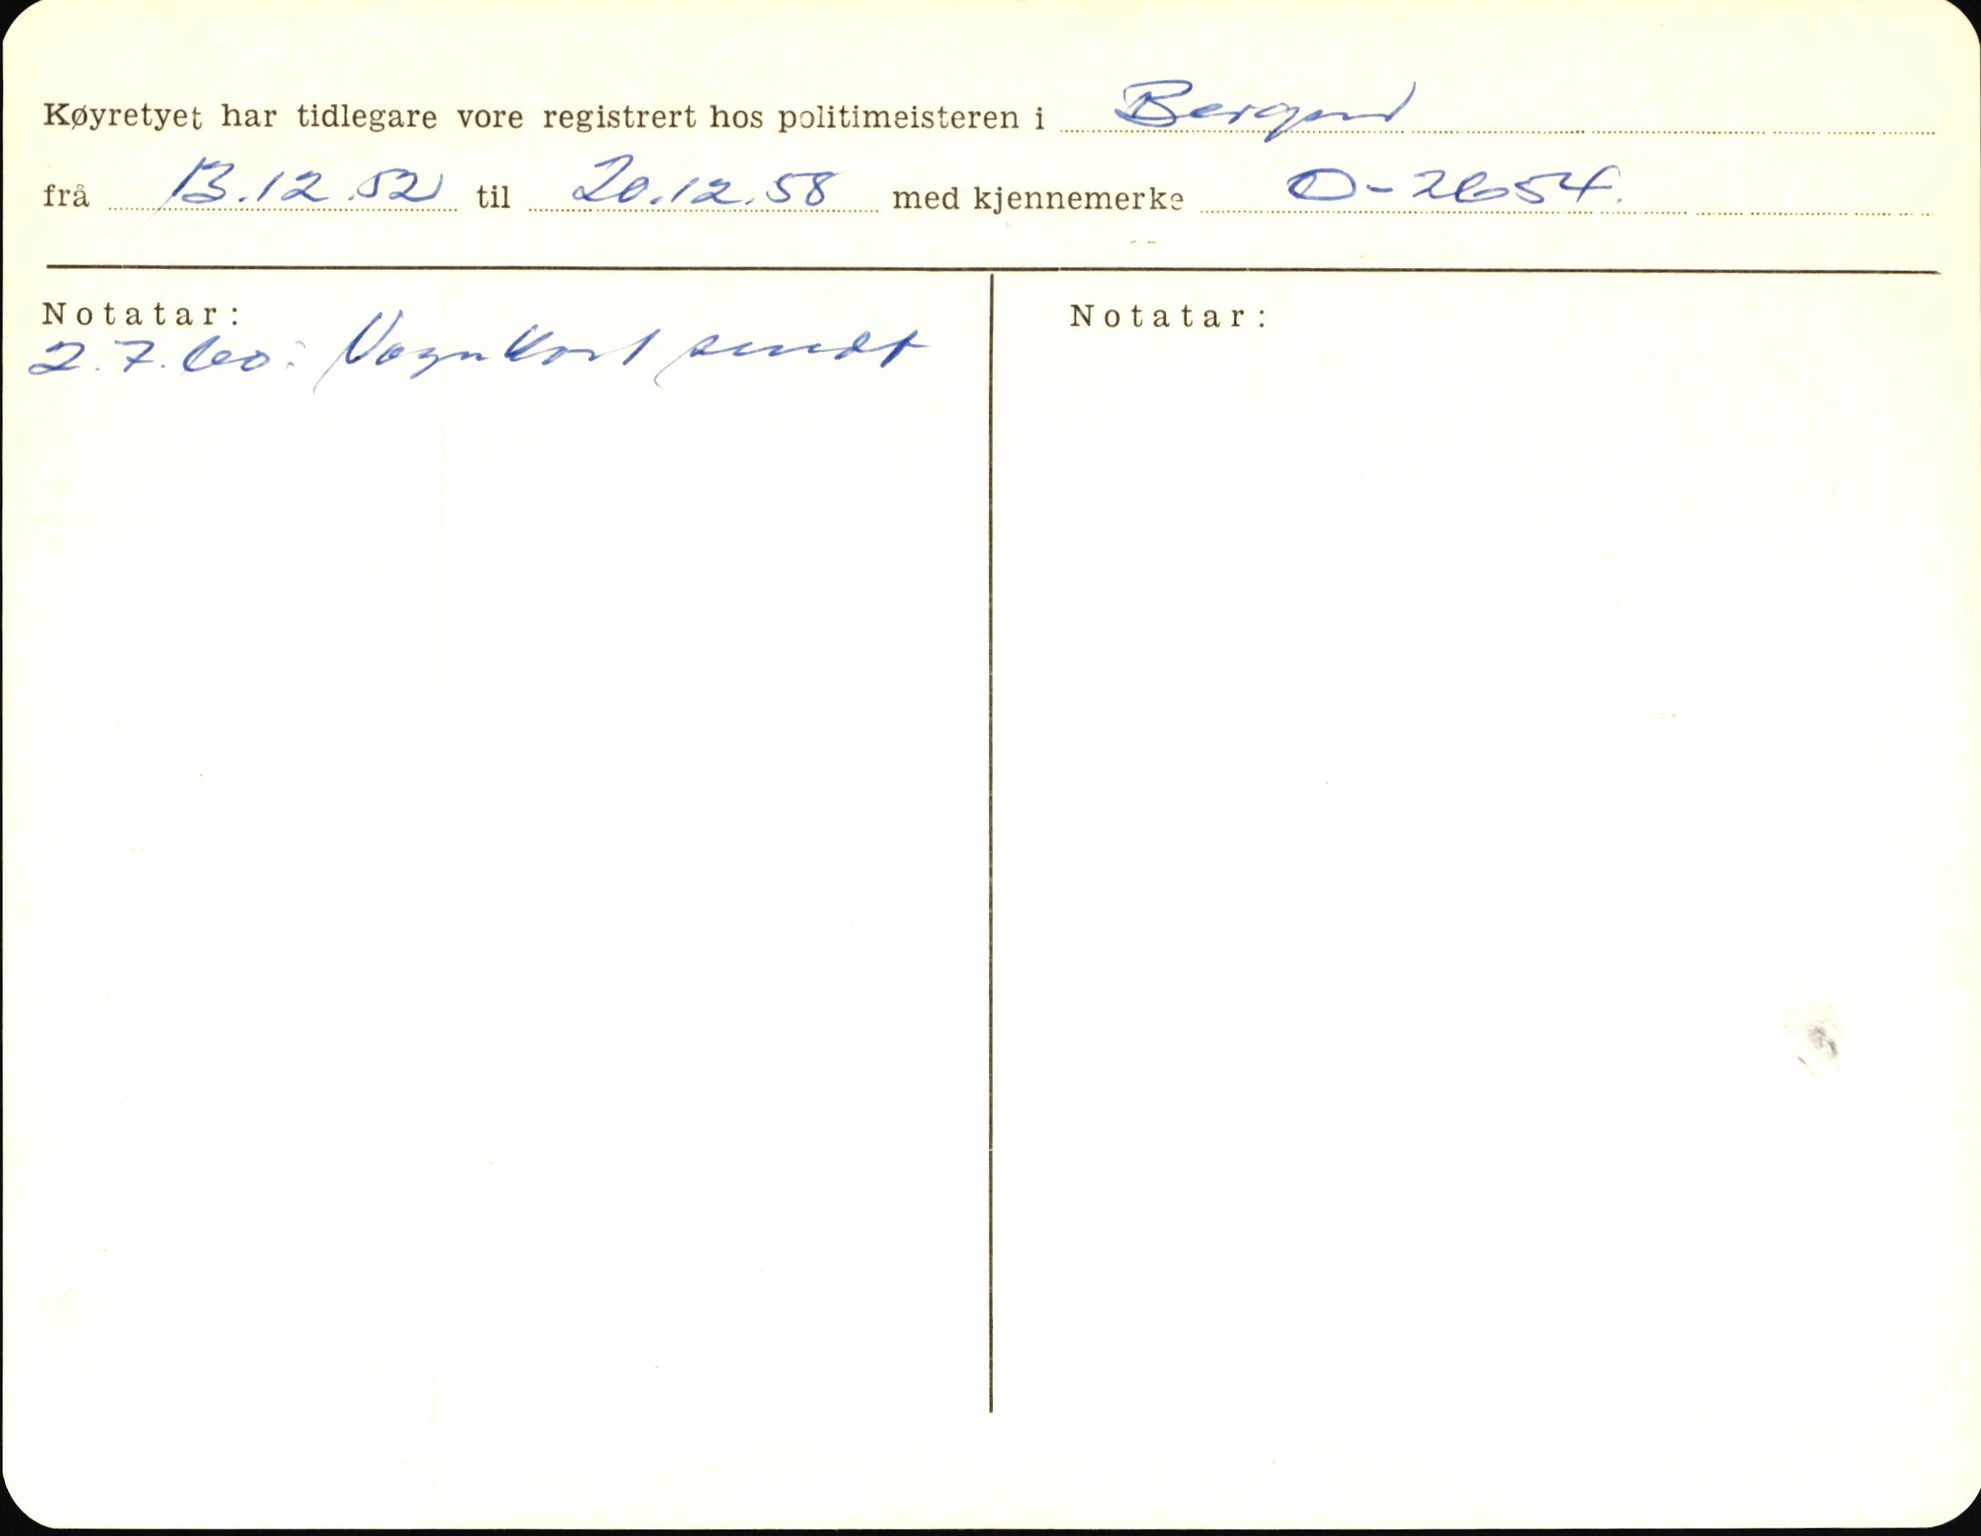 Køyretyet har tidlegare vore registrert hos politimeisteren i Bergen
frå 13.12.52 til 20.12.58 med kjennemerke O-2654.
Notatar:
2.7.60: Vognkort sendt
Notatar: